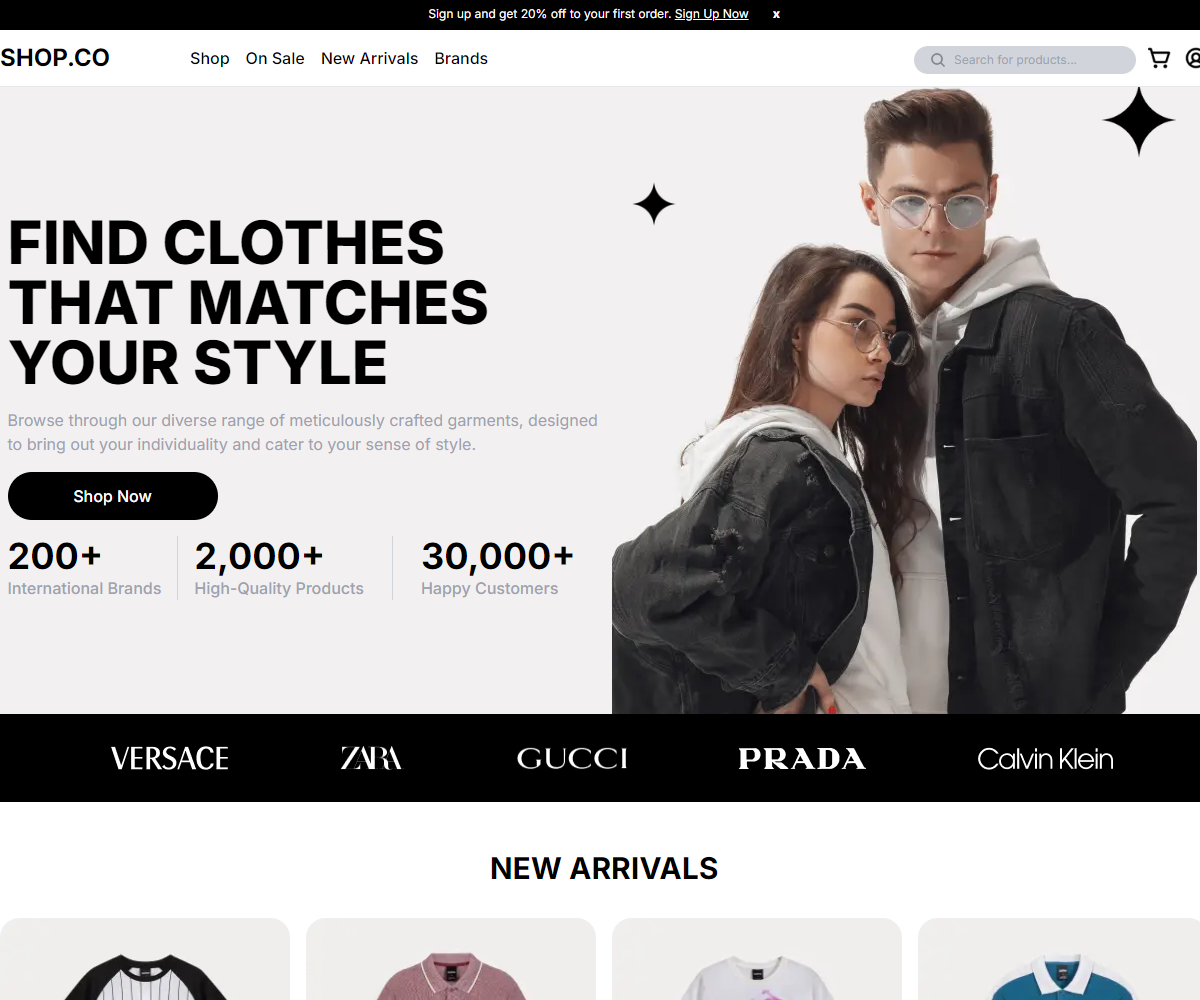 Sign up and get 20% off to your first order. Sign Up Now x
SHOP.CO Shop On Sale New Arrivals Brands Search for products...
FIND CLOTHES
THAT MATCHES
YOUR STYLE
Browse through our diverse range of meticulously crafted garments, designed
to bring out your individuality and cater to your sense of style.
Shop Now
200+ 2,000+ 30,000+
International Brands High-Quality Products Happy Customers
VERSACE ZARA GUCCI PRADA Calvin Klein
NEW ARRIVALS